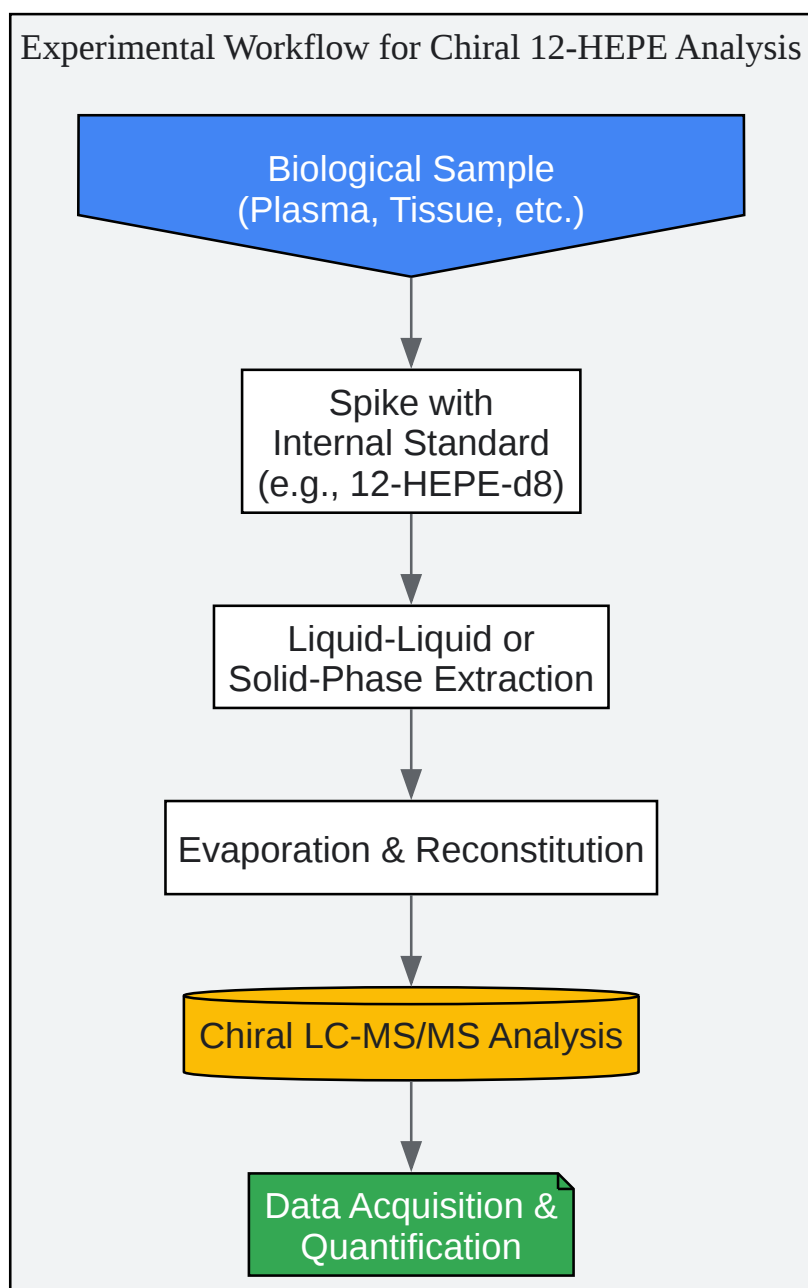 Experimental Workflow for Chiral 12-HEPE Analysis
Biological Sample
(Plasma, Tissue, etc.)
Spike with
Internal Standard
(e.g., 12-HEPE-d8)
Liquid-Liquid or
Solid-Phase Extraction
Evaporation & Reconstitution
Chiral LC-MS/MS Analysis
Data Acquisition &
Quantification